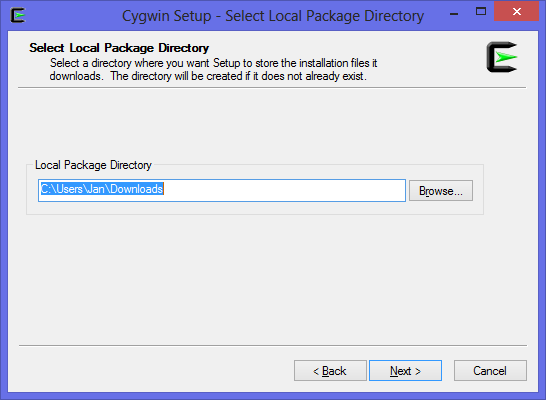 Cygwin Setup - Select Local Package Directory
Select Local Package Directory
Select a directory where you want Setup to store the installation files it
downloads. The directory will be created if it does not already exist.
Local Package Directory
C:\Users\Jan\Downloads
Browse...
< Back
Next >
Cancel